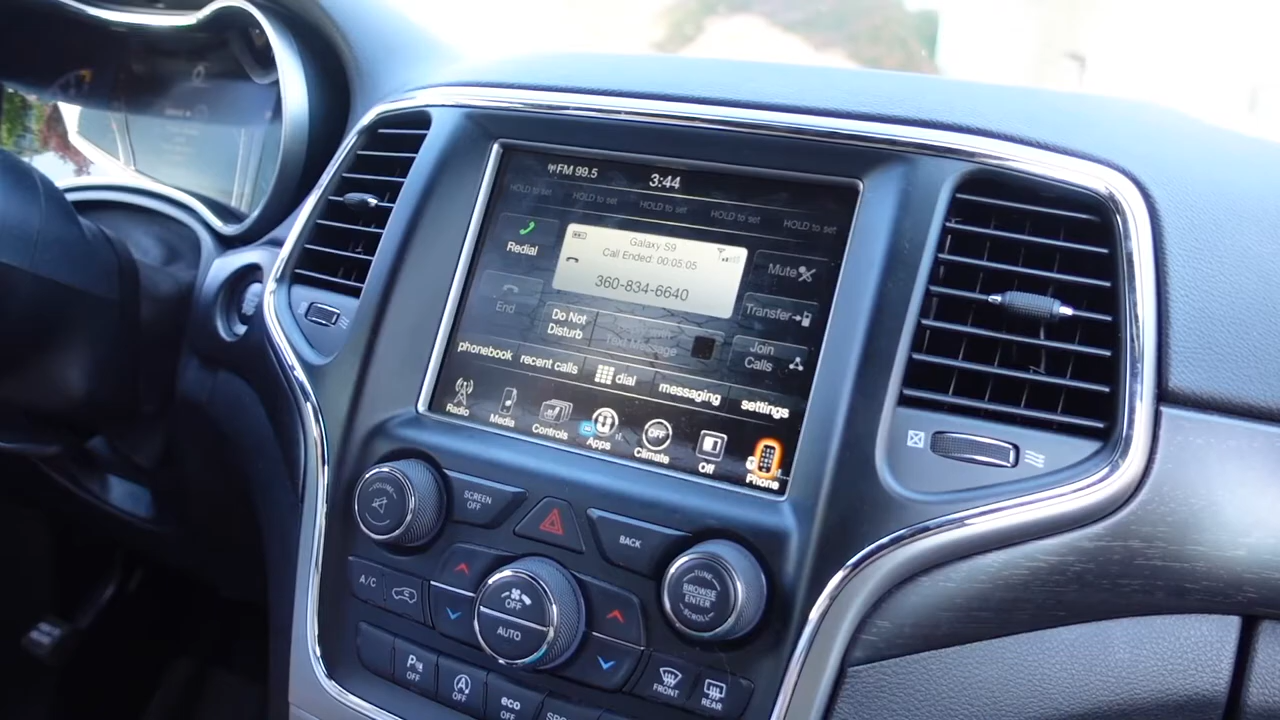 FM 99.5
3:44
HOLD to set
HOLD to set
HOLD to set
HOLD to set
HOLD to set
Redial
Galaxy S9
Call Ended: 00:05:05
360-834-6640
Mute
End
Do Not
Disturb
Text Message
Transfer
Join
Calls
phonebook
recent calls
dial
messaging
settings
Radio
Media
Controls
Apps
OFF
Climate
Off
Phone
VOLUME
SCREEN
OFF
BACK
TUNE
BROWSE
ENTER
SCROLL
A/C
OFF
AUTO
P
OFF
A
OFF
eco
OFF
FRONT
REAR